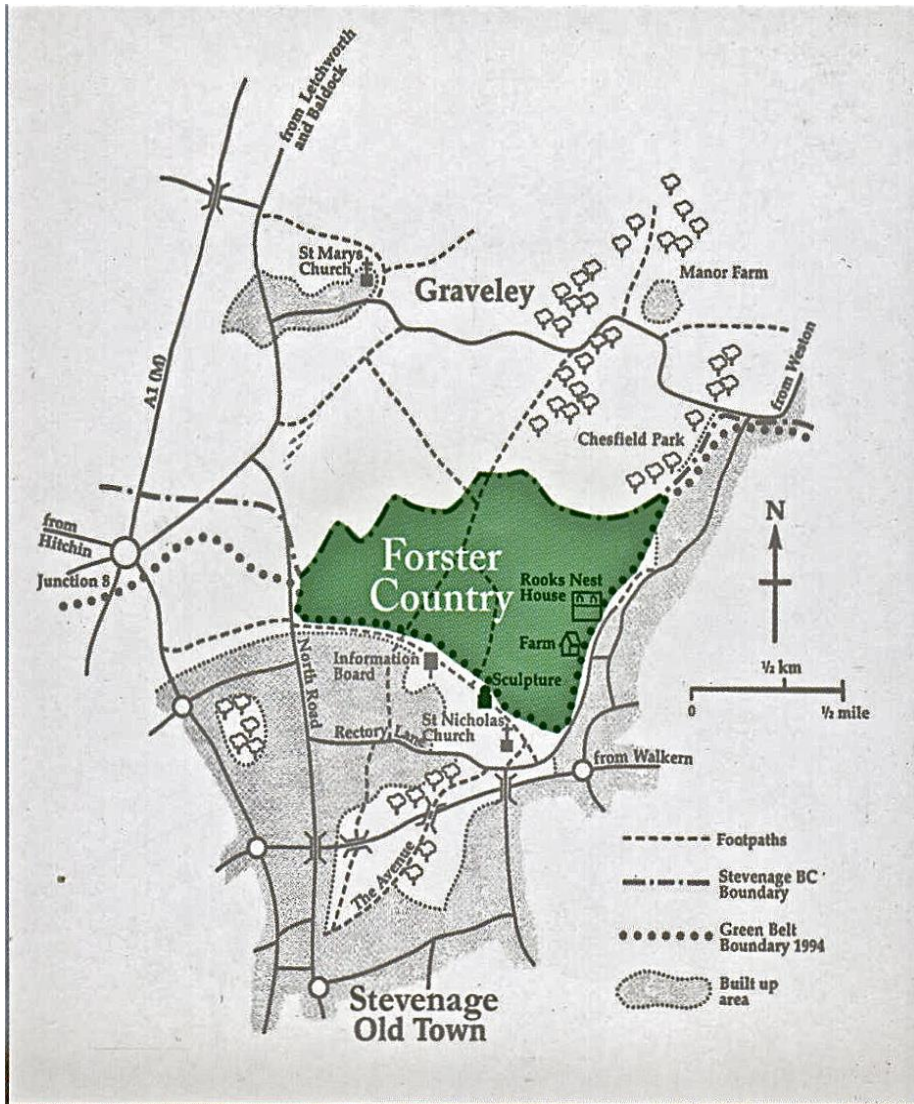 from Letchworth
and Baldock
St Marys
Church
Graveley
Manor Farm
A1 (M)
from Weston
Chesfield Park
from
Hitchin
Junction 8
Forster
Country
N
Rooks Nest
House
Farm
Information
Board
Sculpture
North Road
St Nicholas
Church
Rectory Lane
½ km
0
½ mile
from Walkern
The Avenue
Footpaths
Stevenage BC
Boundary
Green Belt
Boundary 1994
Built up
area
Stevenage
Old Town